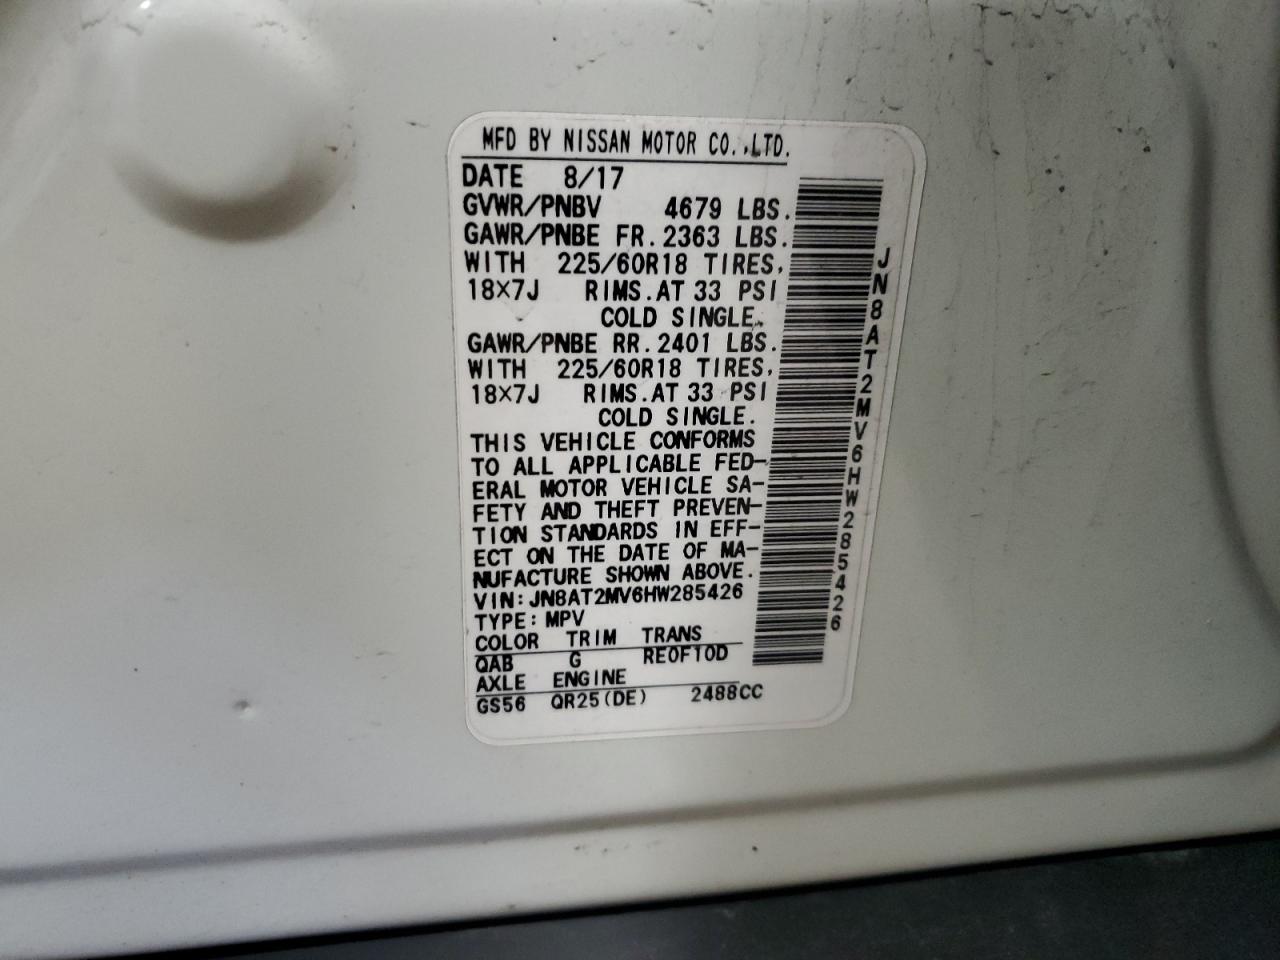 MFD BY NISSAN MOTOR CO.,LTD.
DATE 8/17
GVWR/PNBV 4679 LBS.
GAWR/PNBE FR. 2363 LBS.
WITH 225/60R18 TIRES,
18×7J RIMS.AT 33 PSI
COLD SINGLE.
GAWR/PNBE RR. 2401 LBS.
WITH 225/60R18 TIRES,
18×7J RIMS.AT 33 PSI
COLD SINGLE.
THIS VEHICLE CONFORMS
TO ALL APPLICABLE FED-
ERAL MOTOR VEHICLE SA-
FETY AND THEFT PREVEN-
TION STANDARDS IN EFF-
ECT ON THE DATE OF MA-
NUFACTURE SHOWN ABOVE.
VIN: JN8AT2MV6HW285426
TYPE: MPV
COLOR TRIM TRANS
QAB G RE0F10D
AXLE ENGINE
GS56 QR25(DE) 2488CC
JN8AT2MV6HW285426